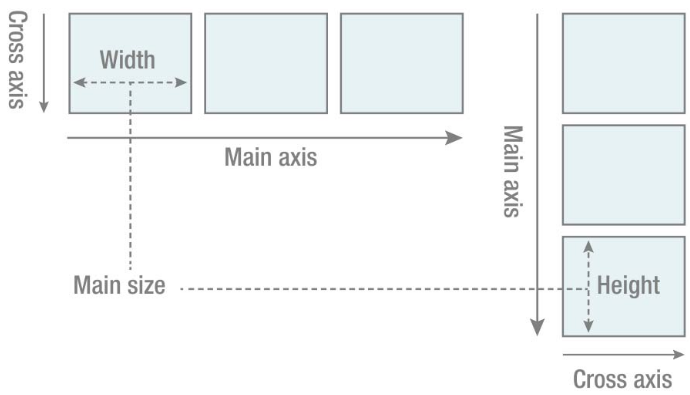 Cross axis
Width
Main axis
Main axis
Main size
Height
Cross axis